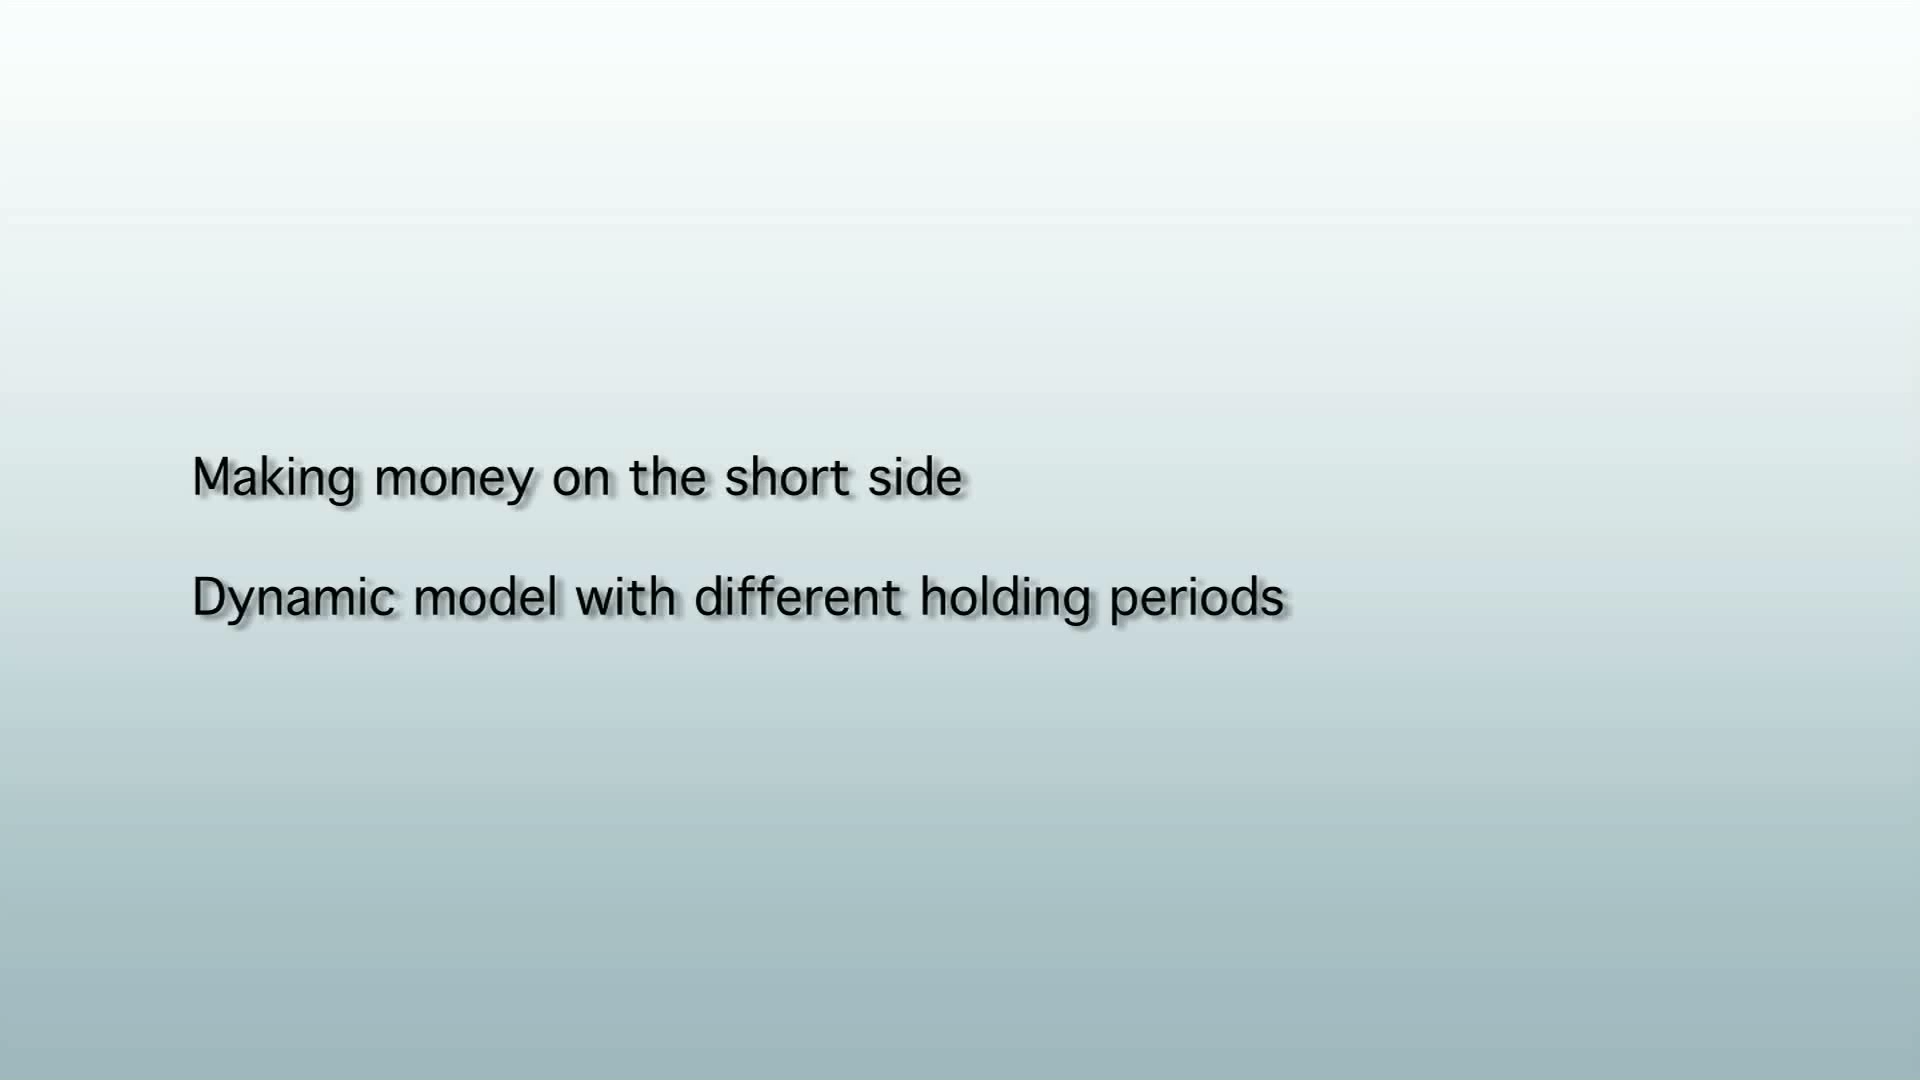 Making money on the short side
Dynamic model with different holding periods